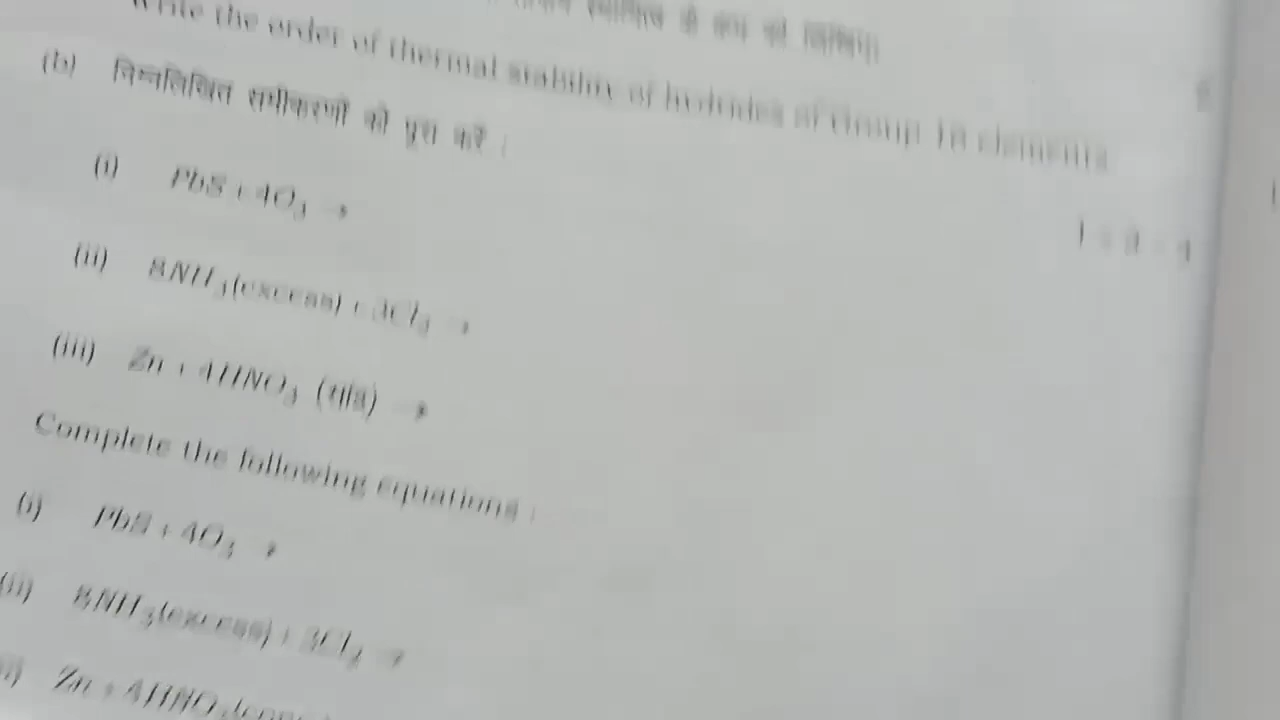 Write the order of thermal stability of hydrides of Group 16 elements
(b) निम्नलिखित समीकरणों को पूरा करें :
(i) PbS + 4O3 →
1 + 3 = 4
(ii) 8NH3(excess) + 3Cl2 →
(iii) Zn + 4HNO3 (सांद्र) →
Complete the following equations :
(i) PbS + 4O3 →
(ii) 8NH3(excess) + 3Cl2 →
Zn + 4HNO3